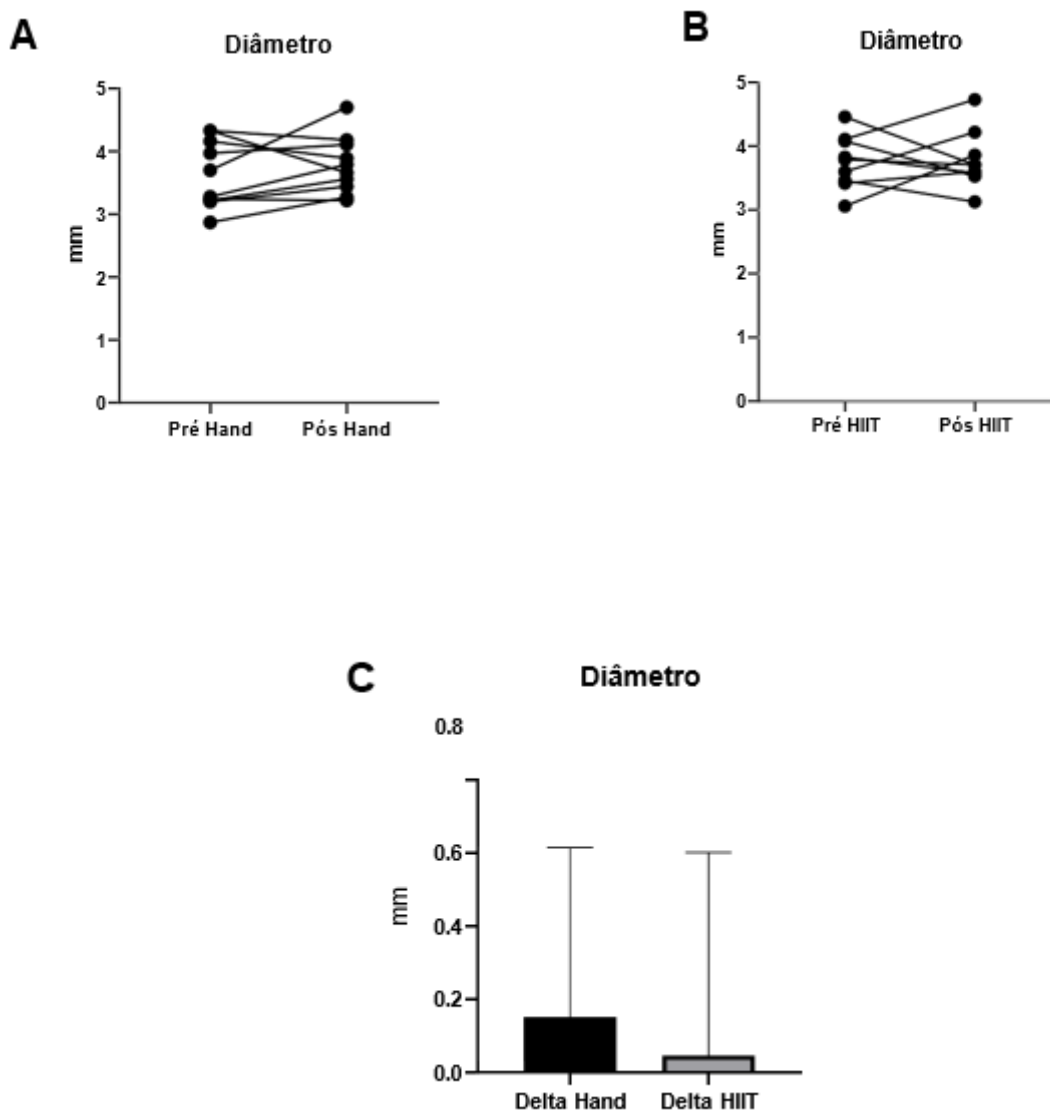 A
Diâmetro
5
4
3
2
1
0
mm
Pré Hand
Pós Hand
B
Diâmetro
5
4
3
2
1
0
mm
Pré HIIT
Pós HIIT
C
Diâmetro
0.8
0.6
0.4
0.2
0.0
mm
Delta Hand
Delta HIIT